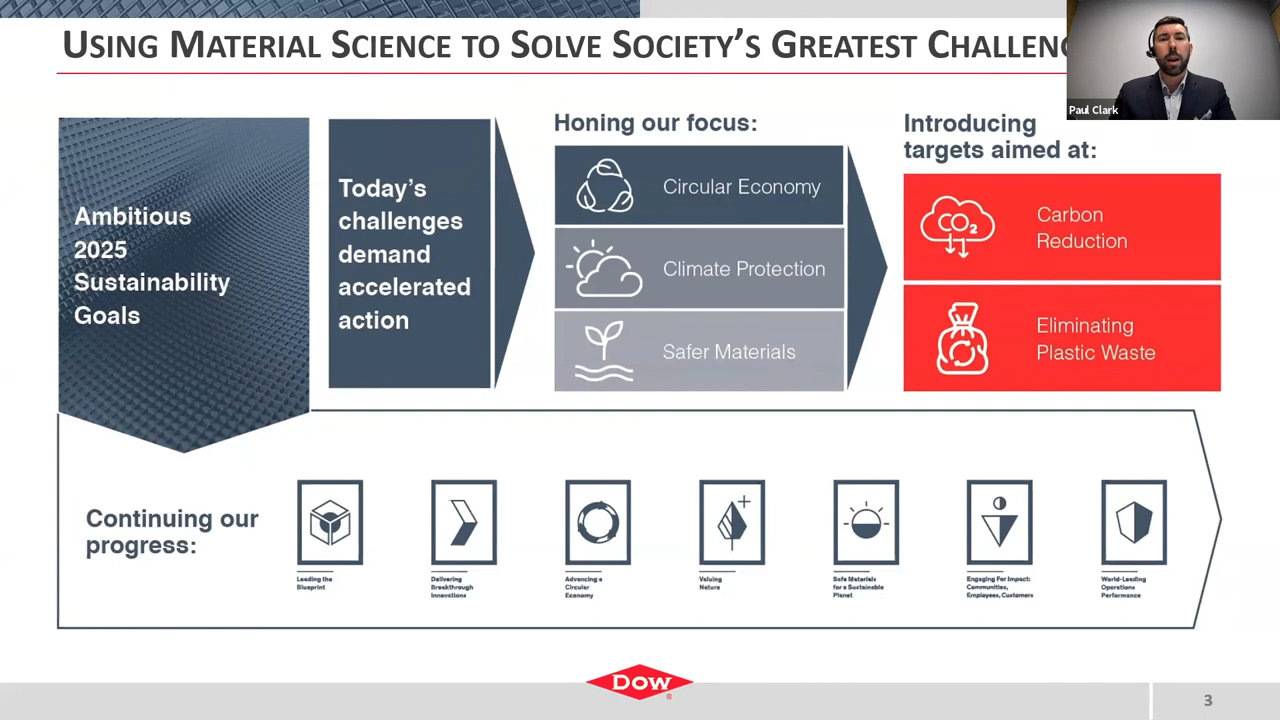 USING MATERIAL SCIENCE TO SOLVE SOCIETY'S GREATEST CHALLENG
Paul Clark
Ambitious
2025
Sustainability
Goals
Today's
challenges
demand
accelerated
action
Honing our focus:
Circular Economy
Climate Protection
Safer Materials
Introducing
targets aimed at:
CO2
Carbon
Reduction
Eliminating
Plastic Waste
Continuing our
progress:
Leading the
Blueprint
Delivering
Breakthrough
Innovations
Advancing a
Circular
Economy
Valuing
Nature
Safe Materials
for a Sustainable
Planet
Engaging For Impact:
Communities,
Employees, Customers
World-Leading
Operations
Performance
DOW
®
3